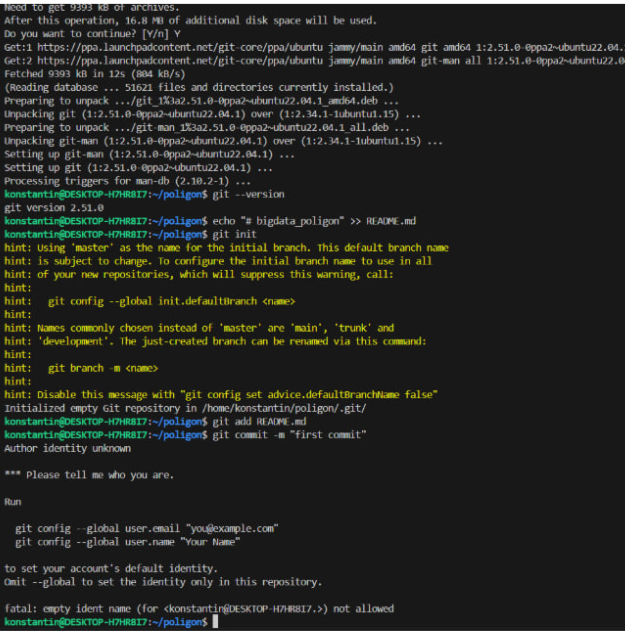 Need to get 9393 kB of archives.
After this operation, 16.8 MB of additional disk space will be used.
Do you want to continue? [Y/n] Y
Get:1 https://ppa.launchpadcontent.net/git-core/ppa/ubuntu jammy/main amd64 git amd64 1:2.51.0-0ppa2~ubuntu22.04.
Get:2 https://ppa.launchpadcontent.net/git-core/ppa/ubuntu jammy/main amd64 git-man all 1:2.51.0-0ppa2~ubuntu22.0
Fetched 9393 kB in 12s (804 kB/s)
(Reading database ... 51621 files and directories currently installed.)
Preparing to unpack .../git_1%3a2.51.0-0ppa2~ubuntu22.04.1_amd64.deb ...
Unpacking git (1:2.51.0-0ppa2~ubuntu22.04.1) over (1:2.34.1-1ubuntu1.15) ...
Preparing to unpack .../git-man_1%3a2.51.0-0ppa2~ubuntu22.04.1_all.deb ...
Unpacking git-man (1:2.51.0-0ppa2~ubuntu22.04.1) over (1:2.34.1-1ubuntu1.15) ...
Setting up git-man (1:2.51.0-0ppa2~ubuntu22.04.1) ...
Setting up git (1:2.51.0-0ppa2~ubuntu22.04.1) ...
Processing triggers for man-db (2.10.2-1) ...
konstantin@DESKTOP-H7HR8I7:~/poligon$ git --version
git version 2.51.0
konstantin@DESKTOP-H7HR8I7:~/poligon$ echo "# bigdata_poligon" >> README.md
konstantin@DESKTOP-H7HR8I7:~/poligon$ git init
hint: Using 'master' as the name for the initial branch. This default branch name
hint: is subject to change. To configure the initial branch name to use in all
hint: of your new repositories, which will suppress this warning, call:
hint:
hint:   git config --global init.defaultBranch <name>
hint:
hint: Names commonly chosen instead of 'master' are 'main', 'trunk' and
hint: 'development'. The just-created branch can be renamed via this command:
hint:
hint:   git branch -m <name>
hint:
hint: Disable this message with "git config set advice.defaultBranchName false"
Initialized empty Git repository in /home/konstantin/poligon/.git/
konstantin@DESKTOP-H7HR8I7:~/poligon$ git add README.md
konstantin@DESKTOP-H7HR8I7:~/poligon$ git commit -m "first commit"
Author identity unknown
*** Please tell me who you are.
Run
  git config --global user.email "you@example.com"
  git config --global user.name "Your Name"
to set your account's default identity.
Omit --global to set the identity only in this repository.
fatal: empty ident name (for <konstantin@DESKTOP-H7HR8I7.>) not allowed
konstantin@DESKTOP-H7HR8I7:~/poligon$